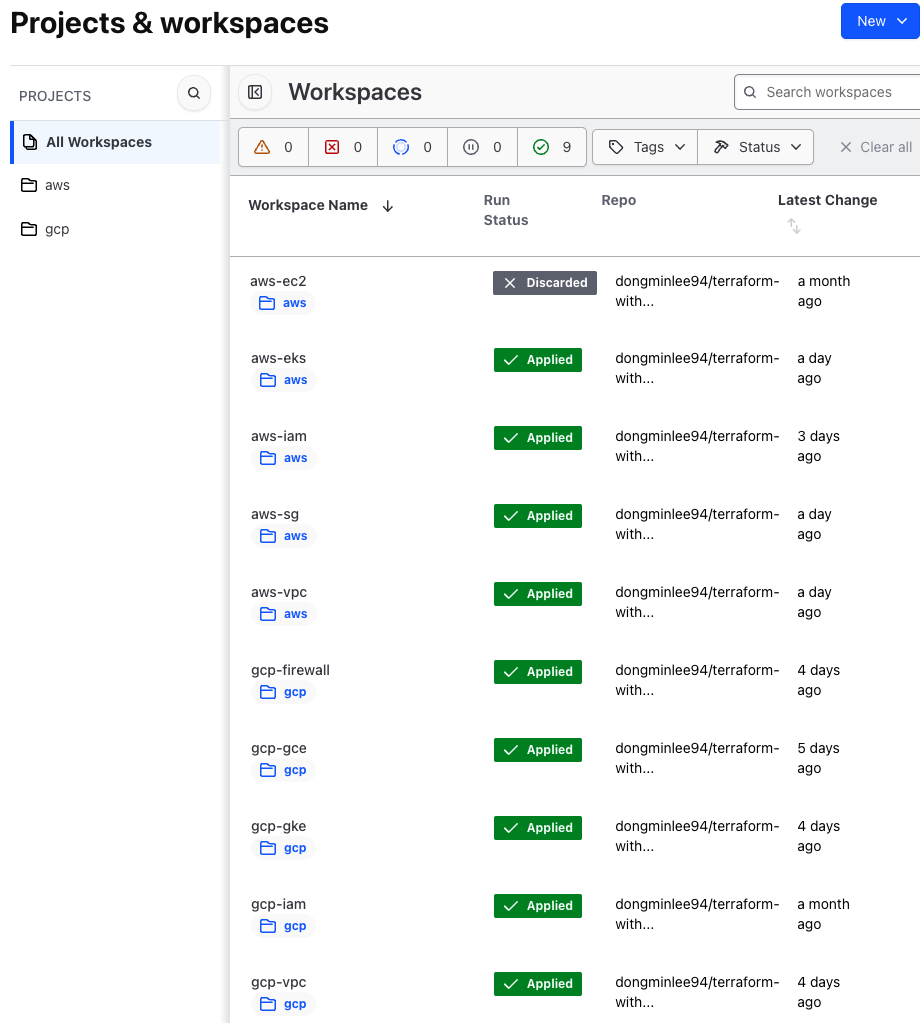 Projects & workspaces
New
PROJECTS
All Workspaces
aws
gcp
Workspaces
Search workspaces
0
0
0
0
9
Tags
Status
Clear all
Workspace Name
Run
Status
Repo
Latest Change
aws-ec2
aws
Discarded
dongminlee94/terraform-
with...
a month
ago
aws-eks
aws
Applied
dongminlee94/terraform-
with...
a day
ago
aws-iam
aws
Applied
dongminlee94/terraform-
with...
3 days
ago
aws-sg
aws
Applied
dongminlee94/terraform-
with...
a day
ago
aws-vpc
aws
Applied
dongminlee94/terraform-
with...
a day
ago
gcp-firewall
gcp
Applied
dongminlee94/terraform-
with...
4 days
ago
gcp-gce
gcp
Applied
dongminlee94/terraform-
with...
5 days
ago
gcp-gke
gcp
Applied
dongminlee94/terraform-
with...
4 days
ago
gcp-iam
gcp
Applied
dongminlee94/terraform-
with...
a month
ago
gcp-vpc
gcp
Applied
dongminlee94/terraform-
with...
4 days
ago